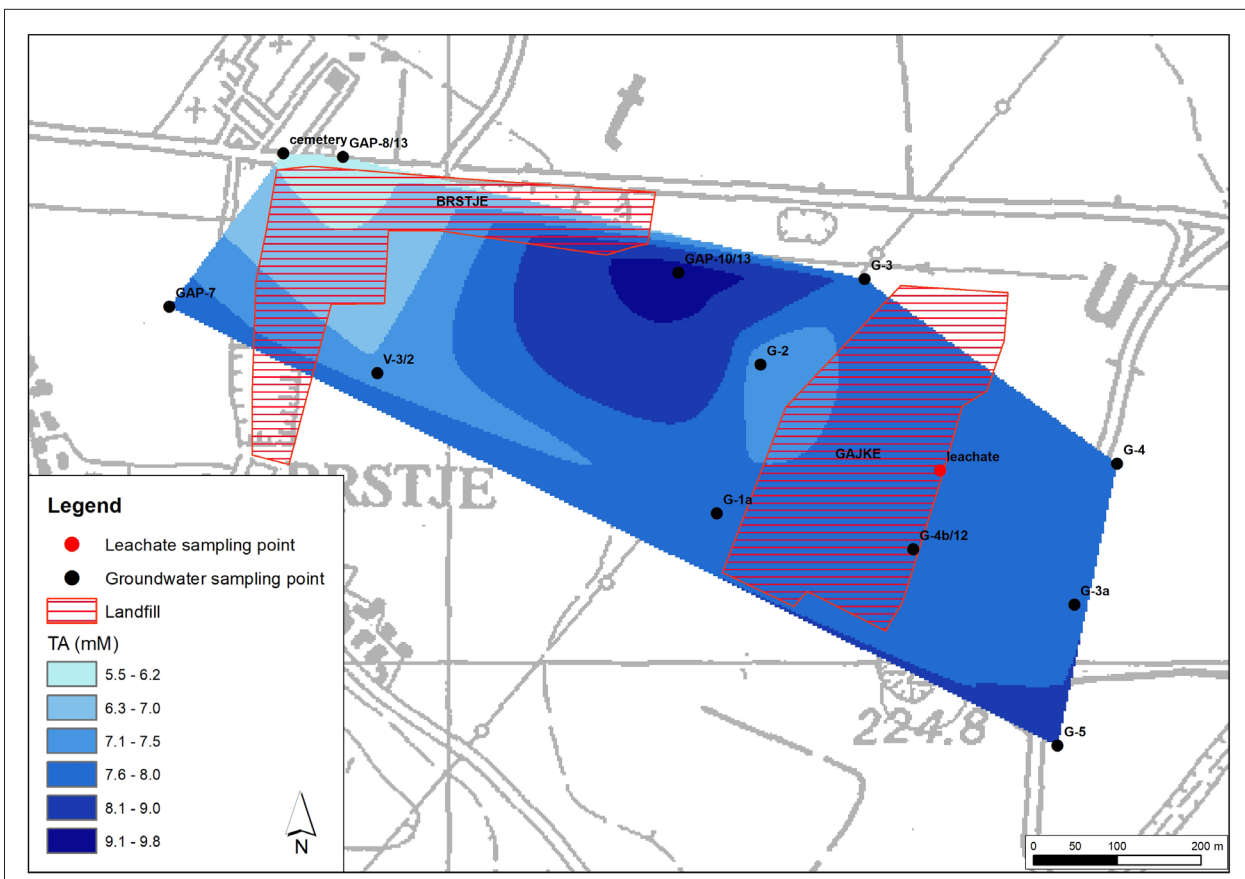 cemetery
GAP-8/13
BRSTJE
GAP-10/13
G-3
GAP-7
V-3/2
G-2
GAJKE
leachate
G-4
BRSTJE
G-1a
G-4b/12
G-3a
G-5
224.8
Legend
Leachate sampling point
Groundwater sampling point
Landfill
TA (mM)
5.5 - 6.2
6.3 - 7.0
7.1 - 7.5
7.6 - 8.0
8.1 - 9.0
9.1 - 9.8
N
0 50 100 200 m